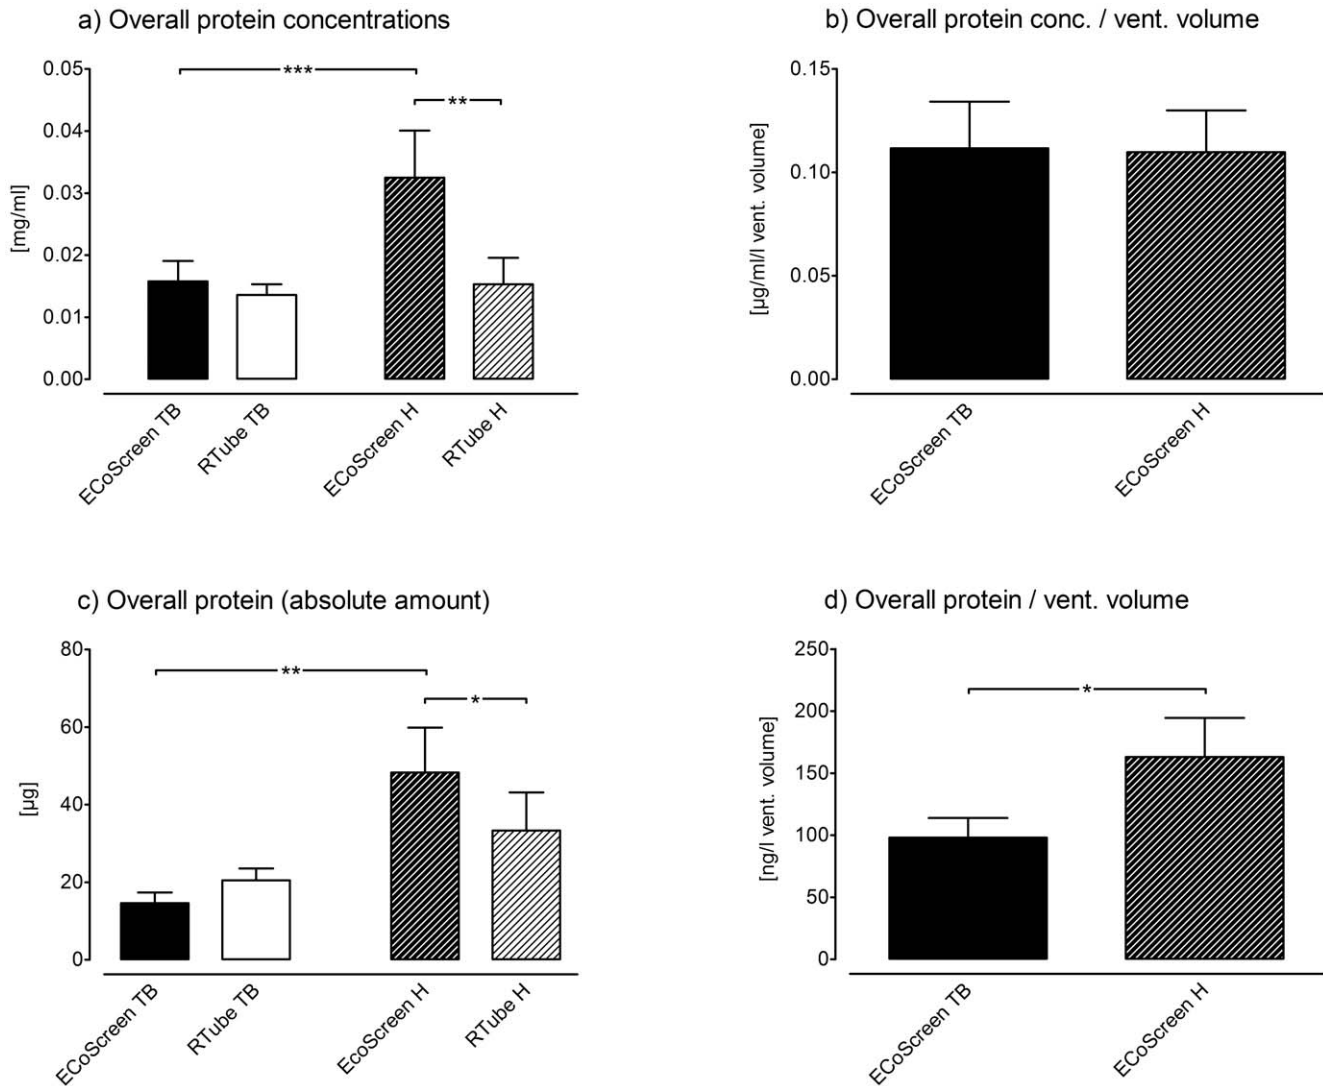 a) Overall protein concentrations
0.05
0.04
0.03
0.02
0.01
0.00
[mg/ml]
***
**
ECoScreen TB
RTube TB
ECoScreen H
RTube H
b) Overall protein conc. / vent. volume
0.15
0.10
0.05
0.00
[µg/ml/l vent. volume]
ECoScreen TB
ECoScreen H
c) Overall protein (absolute amount)
80
60
40
20
0
[µg]
**
*
ECoScreen TB
RTube TB
EcoScreen H
RTube H
d) Overall protein / vent. volume
250
200
150
100
50
0
[ng/l vent. volume]
*
ECoScreen TB
ECoScreen H